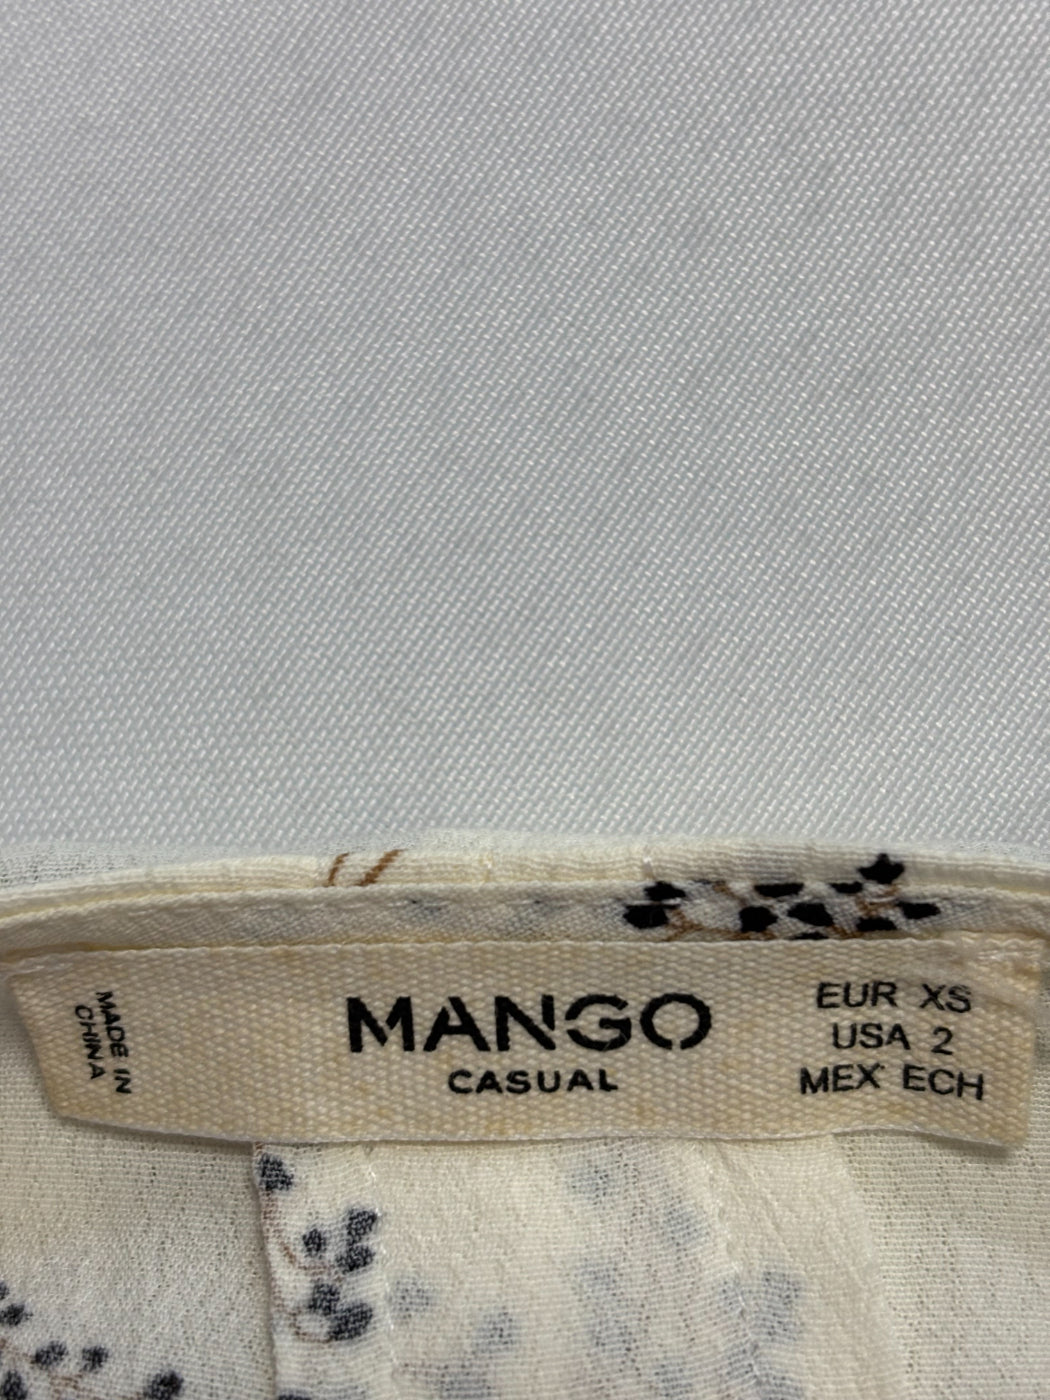 MADE IN
CHINA
MANGO
CASUAL
EUR XS
USA 2
MEX ECH